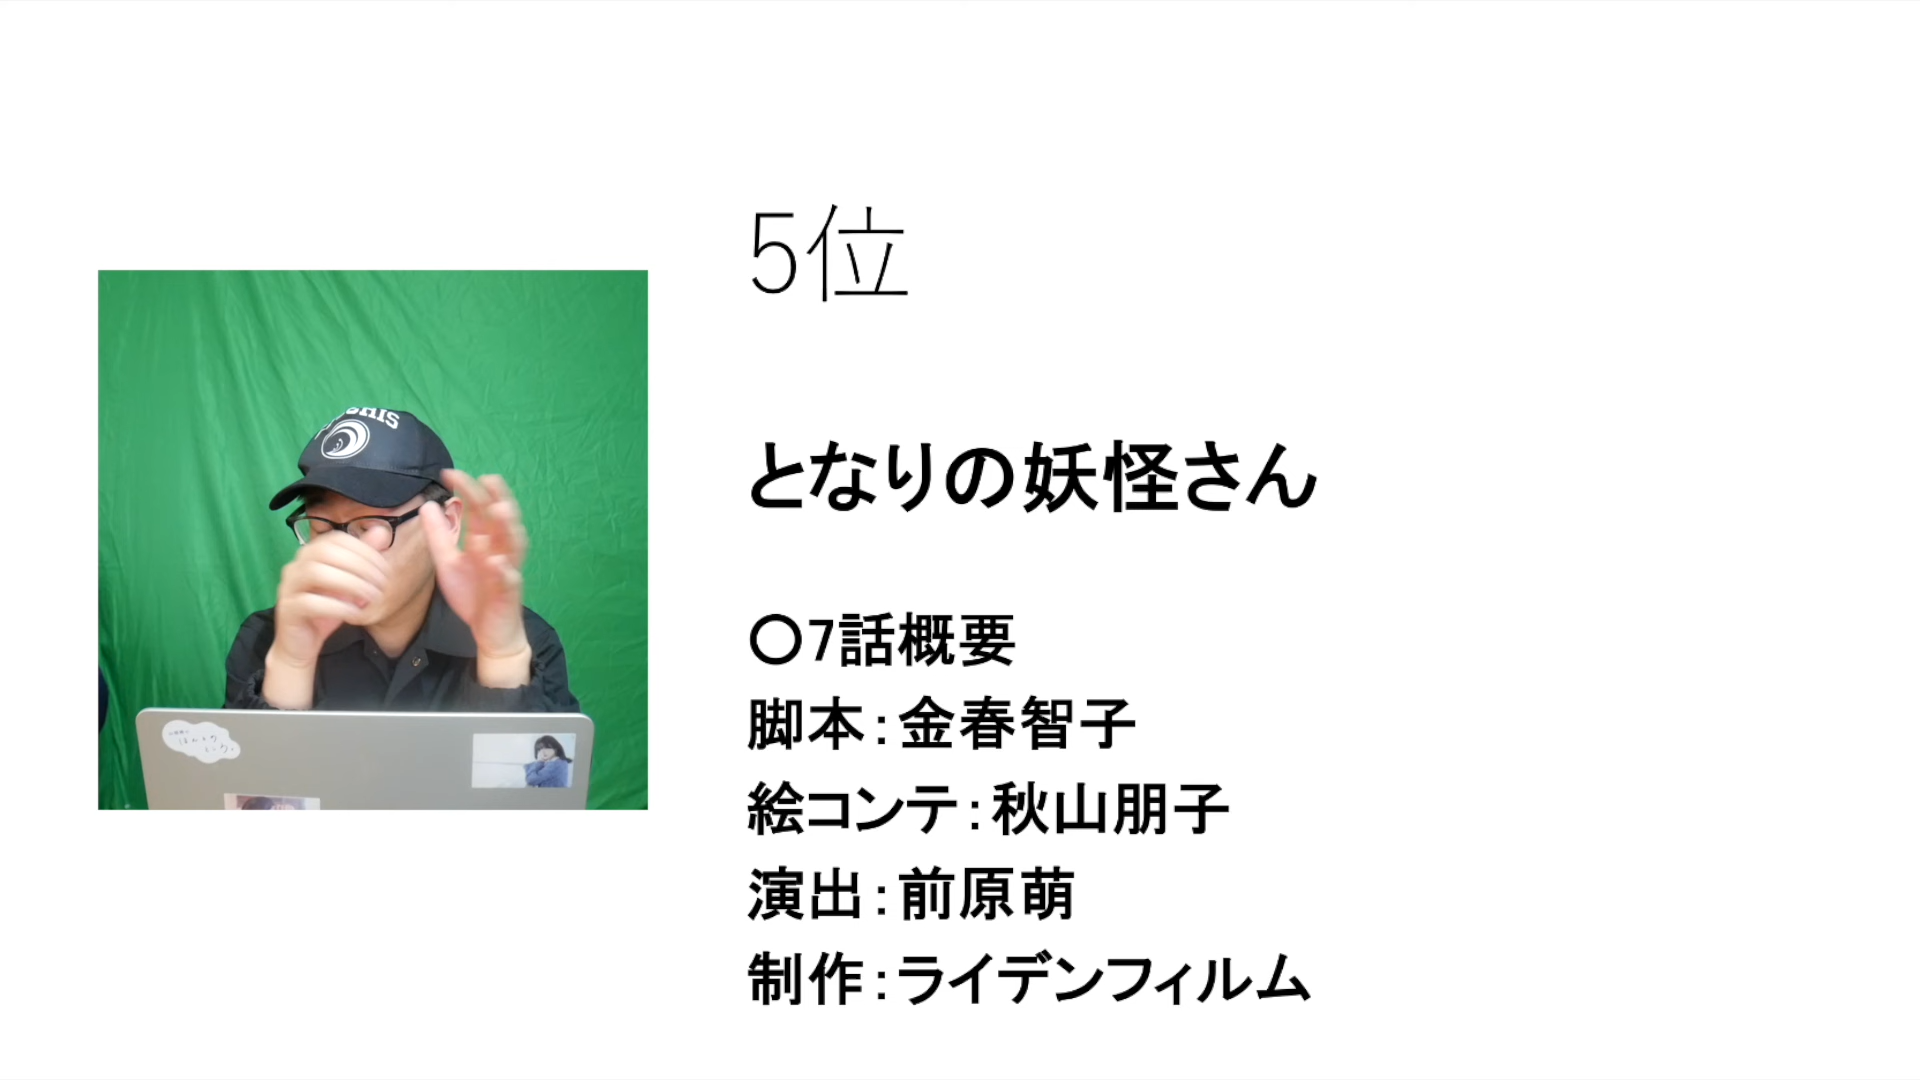 5位
となりの妖怪さん
〇7話概要
脚本：金春智子
絵コンテ：秋山朋子
演出：前原萌
制作：ライデンフィルム